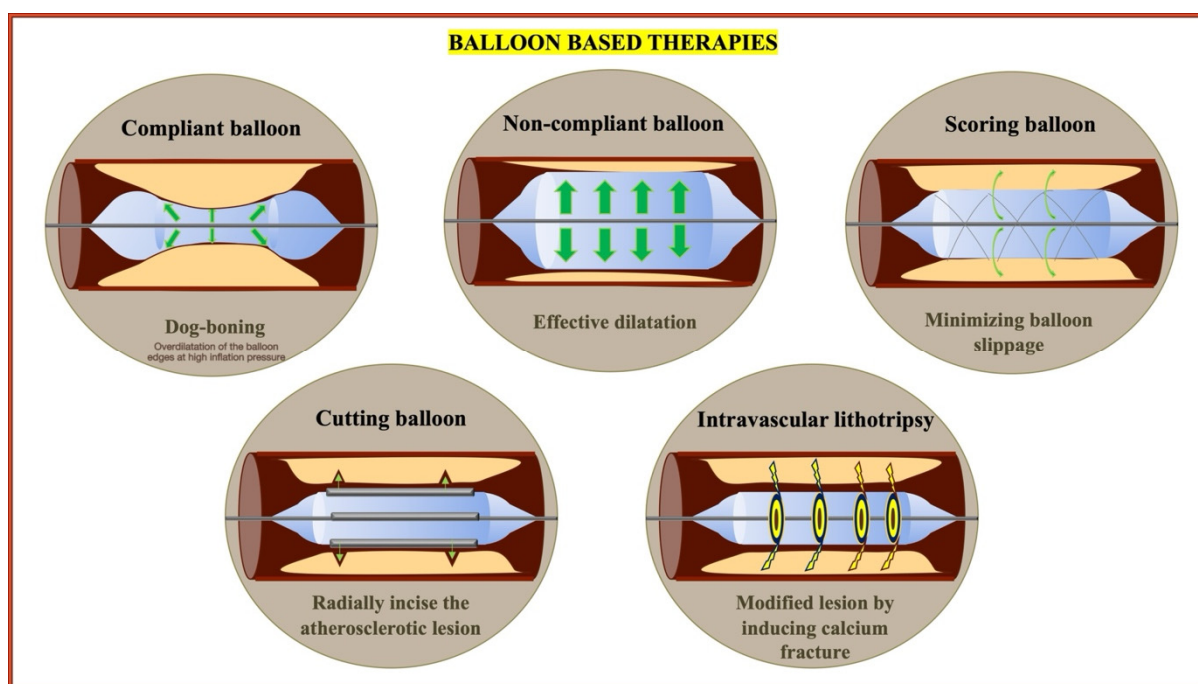 BALLOON BASED THERAPIES
Compliant balloon
Dog-boning
Overdilatation of the balloon
edges at high inflation pressure
Non-compliant balloon
Effective dilatation
Scoring balloon
Minimizing balloon
slippage
Cutting balloon
Radially incise the
atherosclerotic lesion
Intravascular lithotripsy
Modified lesion by
inducing calcium
fracture